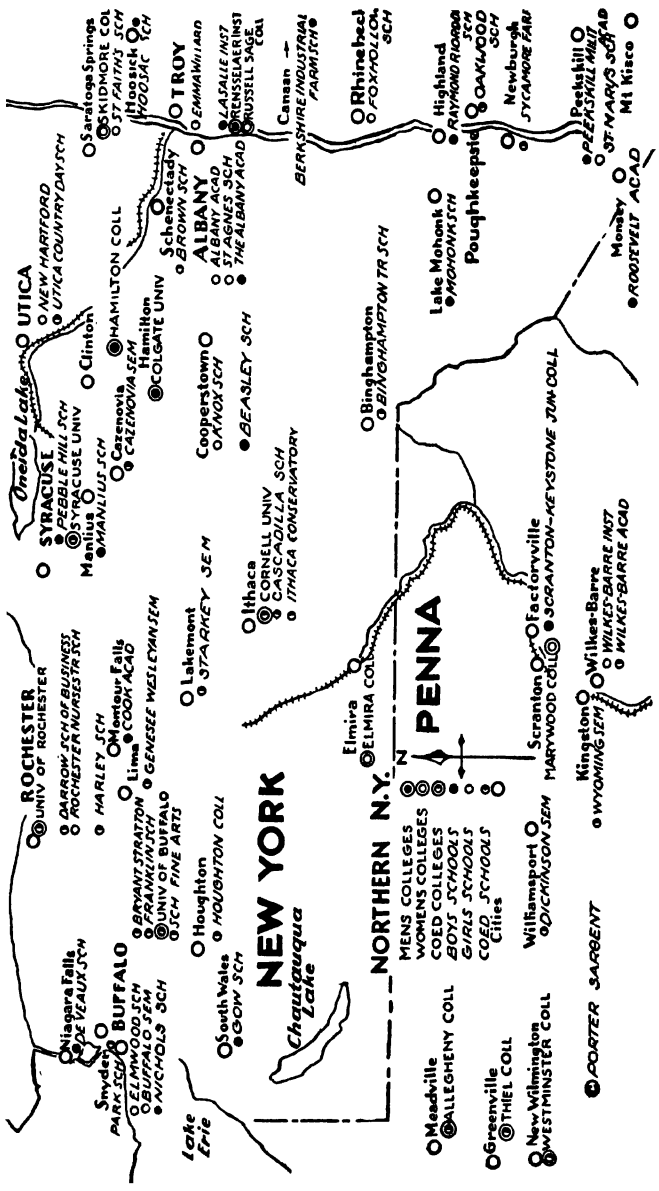 Niagara Falls
DE VEAUX SCH
Snyder
PARK SCH
BUFFALO
ELMWOOD SCH
BUFFALO SEM
NICHOLS SCH
Lake
Erie
ROCHESTER
UNIV OF ROCHESTER
DARROW SCH OF BUSINESS
ROCHESTER NURSES TR SCH
HARLEY SCH
Montour Falls
COOK ACAD
Lima
GENESEE WESLEYAN SEM
BRYANT STRATTON
FRANKLIN SCH
UNIV OF BUFFALO
SCH FINE ARTS
Houghton
HOUGHTON COLL
South Wales
GOW SCH
Lakemont
STARKEY SEM
Oneida Lake
SYRACUSE
PEBBLE HILL SCH
SYRACUSE UNIV
Manlius
MANLIUS SCH
Cazenovia
CAZENOVIA SEM
UTICA
NEW HARTFORD
UTICA COUNTRY DAY SCH
Clinton
HAMILTON COLL
Hamilton
COLGATE UNIV
Cooperstown
KNOX SCH
BEASLEY SCH
Ithaca
CORNELL UNIV
CASCADILLA SCH
ITHACA CONSERVATORY
Saratoga Springs
SKIDMORE COL
ST FAITH'S SCH
Hoosick
HOOSAC SCH
TROY
EMMA WILLARD
LASALLE INST
RENSSELAER INST
RUSSELL SAGE
COLL
Schenectady
BROWN SCH
ALBANY
ALBANY ACAD
ST AGNES SCH
THE ALBANY ACAD
Canaan →
BERKSHIRE INDUSTRIAL
FARM SCH
Rhinebeck
FOXHOLLOW
SCH
Highland
RAYMOND RIORDON
SCH
OAKWOOD
SCH
Poughkeepsie
Newburgh
SYCAMORE FARS
Lake Mohonk
MOHONK SCH
Peekskill
PEEKSKILL MILIT ACAD
ST MARY'S SCH
Mt Kisco
Monsey
ROOSEVELT ACAD
Binghampton
BINGHAMPTON TR SCH
NEW YORK
Chautauqua
Lake
Elmira
ELMIRA COLL
PENNA
NORTHERN N.Y.
N
MENS COLLEGES
WOMENS COLLEGES
COED COLLEGES
BOYS SCHOOLS
GIRLS SCHOOLS
COED SCHOOLS
Cities
Meadville
ALLEGHENY COLL
Greenville
THIEL COLL
New Wilmington
WESTMINSTER COLL
Williamsport
DICKINSON SEM
Factoryville
SCRANTON-KEYSTONE JUN COLL
Scranton
MARYWOOD COLL
Kingston
WYOMING SEM
Wilkes-Barre
WILKES-BARRE INST
WILKES-BARRE ACAD
© PORTER SARGENT